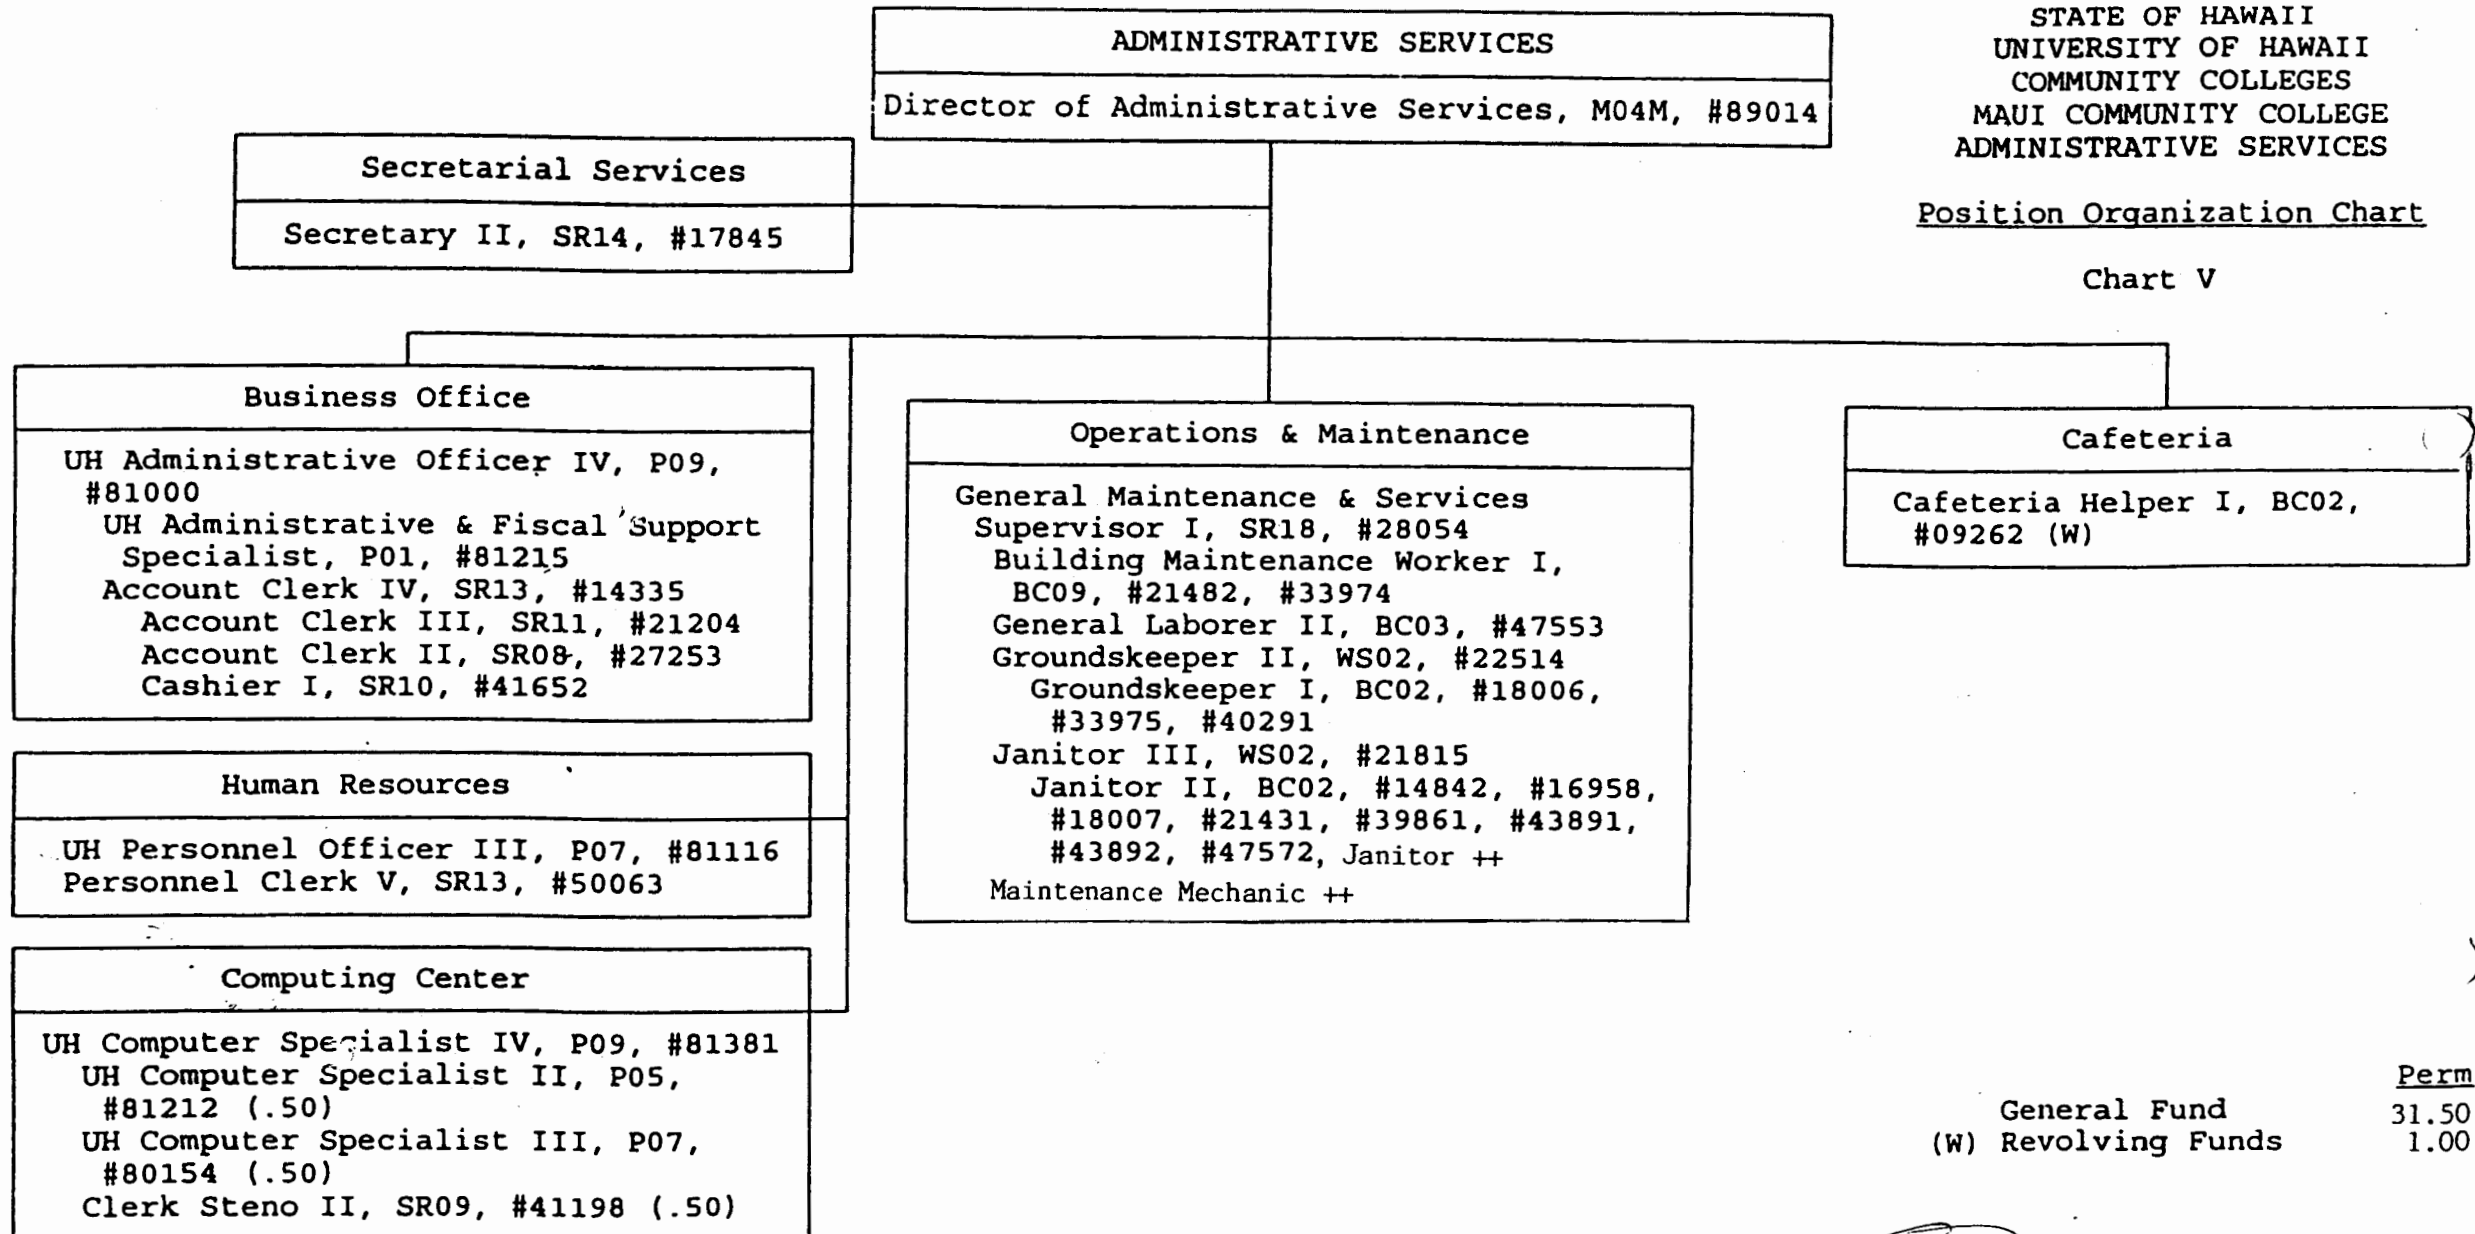 STATE OF HAWAII
UNIVERSITY OF HAWAII
COMMUNITY COLLEGES
MAUI COMMUNITY COLLEGE
ADMINISTRATIVE SERVICES
Position Organization Chart
Chart V
ADMINISTRATIVE SERVICES
Director of Administrative Services, M04M, #89014
Secretarial Services
Secretary II, SR14, #17845
Business Office
UH Administrative Officer IV, P09,
#81000
UH Administrative & Fiscal Support
Specialist, P01, #81215
Account Clerk IV, SR13, #14335
Account Clerk III, SR11, #21204
Account Clerk II, SR08, #27253
Cashier I, SR10, #41652
Human Resources
UH Personnel Officer III, P07, #81116
Personnel Clerk V, SR13, #50063
Computing Center
UH Computer Specialist IV, P09, #81381
UH Computer Specialist II, P05,
#81212 (.50)
UH Computer Specialist III, P07,
#80154 (.50)
Clerk Steno II, SR09, #41198 (.50)
Operations & Maintenance
General Maintenance & Services
Supervisor I, SR18, #28054
Building Maintenance Worker I,
BC09, #21482, #33974
General Laborer II, BC03, #47553
Groundskeeper II, WS02, #22514
Groundskeeper I, BC02, #18006,
#33975, #40291
Janitor III, WS02, #21815
Janitor II, BC02, #14842, #16958,
#18007, #21431, #39861, #43891,
#43892, #47572, Janitor ++
Maintenance Mechanic ++
Cafeteria
Cafeteria Helper I, BC02,
#09262 (W)
Perm
General Fund 31.50
(W) Revolving Funds 1.00